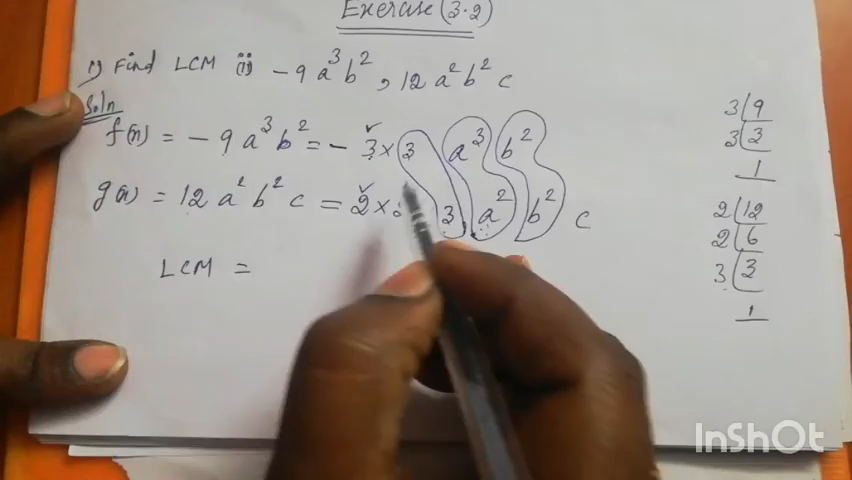 Exercise (3.2)
1) Find LCM (ii) -9a³b², 12a²b²c
Soln
f(x) = -9a³b² = -3×3 a³ b²
g(x) = 12a²b²c = 2× 3 a² b² c
LCM =
3 9
3 3
1
2 12
2 6
3 3
1
InShOt